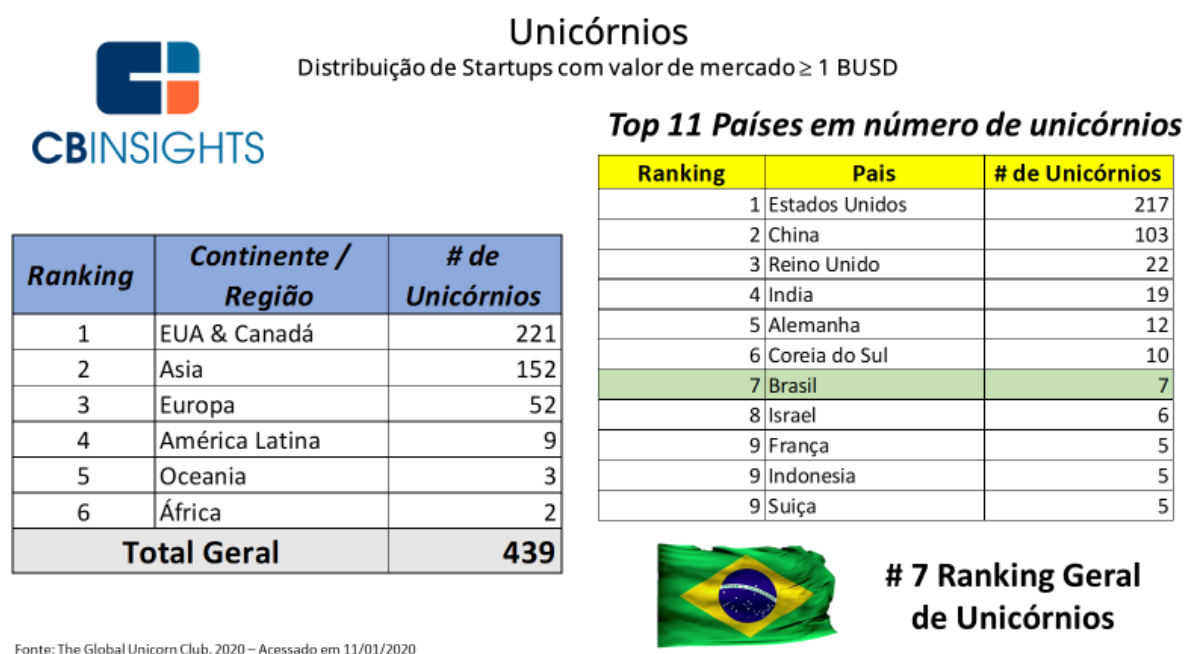 Unicórnios
Distribuição de Startups com valor de mercado ≥ 1 BUSD
CBINSIGHTS
Ranking Continente / Região # de Unicórnios
1 EUA & Canadá 221
2 Asia 152
3 Europa 52
4 América Latina 9
5 Oceania 3
6 África 2
Total Geral 439
Top 11 Países em número de unicórnios
Ranking Pais # de Unicórnios
1 Estados Unidos 217
2 China 103
3 Reino Unido 22
4 India 19
5 Alemanha 12
6 Coreia do Sul 10
7 Brasil 7
8 Israel 6
9 França 5
9 Indonesia 5
9 Suiça 5
# 7 Ranking Geral
de Unicórnios
Fonte: The Global Unicorn Club, 2020 – Acessado em 11/01/2020